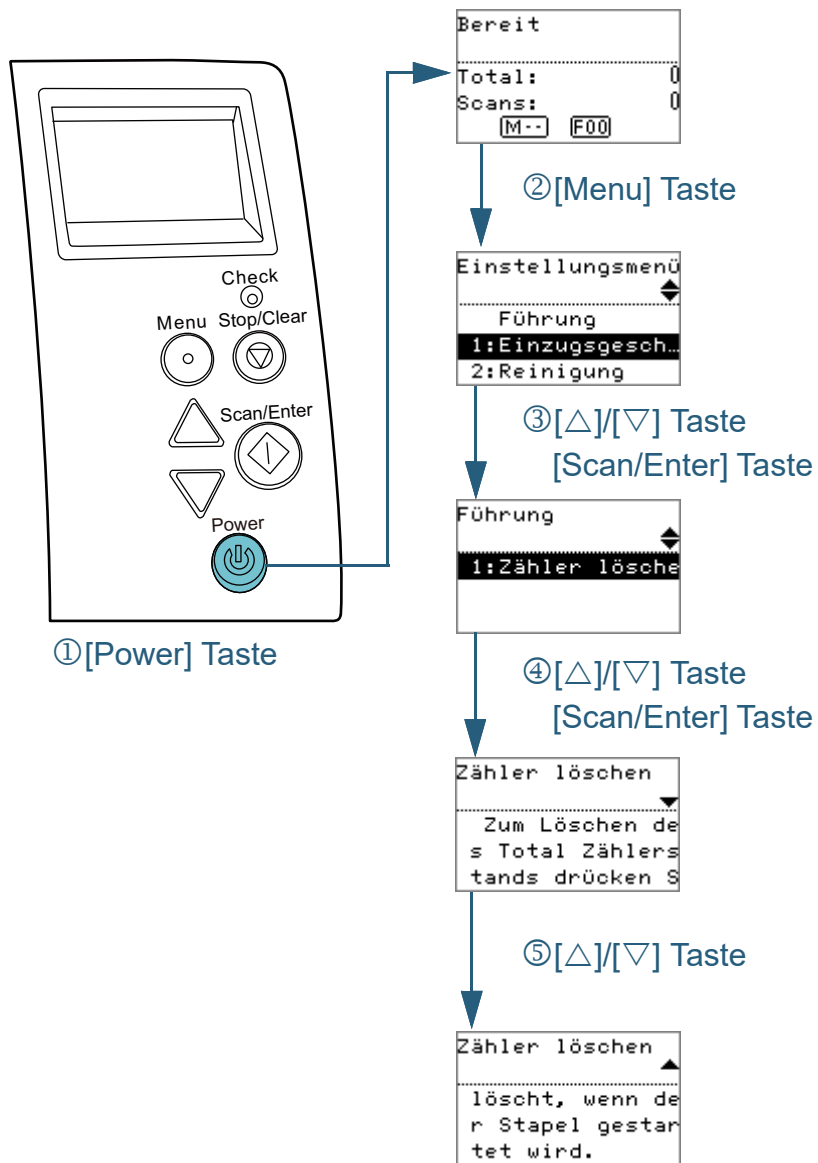 Bereit
Total: 0
Scans: 0
M-- F00
②[Menu] Taste
Einstellungsmenü
Führung
1:Einzugsgesch…
2:Reinigung
③[△]/[▽] Taste
[Scan/Enter] Taste
Führung
1:Zähler lösche
④[△]/[▽] Taste
[Scan/Enter] Taste
Zähler löschen
Zum Löschen de
s Total Zählers
tands drücken S
⑤[△]/[▽] Taste
Zähler löschen
löscht, wenn de
r Stapel gestar
tet wird.
Check
Menu Stop/Clear
Scan/Enter
Power
①[Power] Taste